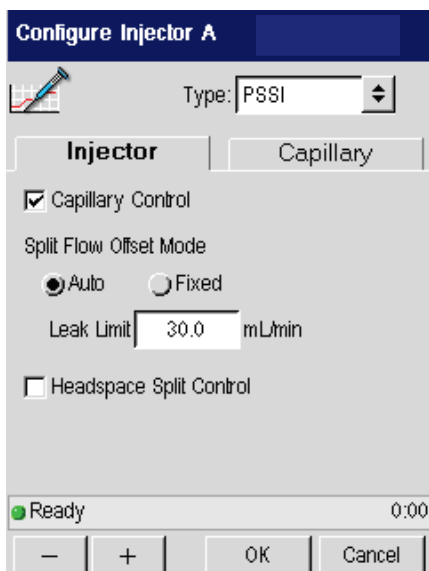 Configure Injector A
Type: PSSI
Injector Capillary
Capillary Control
Split Flow Offset Mode
Auto Fixed
Leak Limit 30.0 mL/min
Headspace Split Control
Ready 0:00
− + OK Cancel